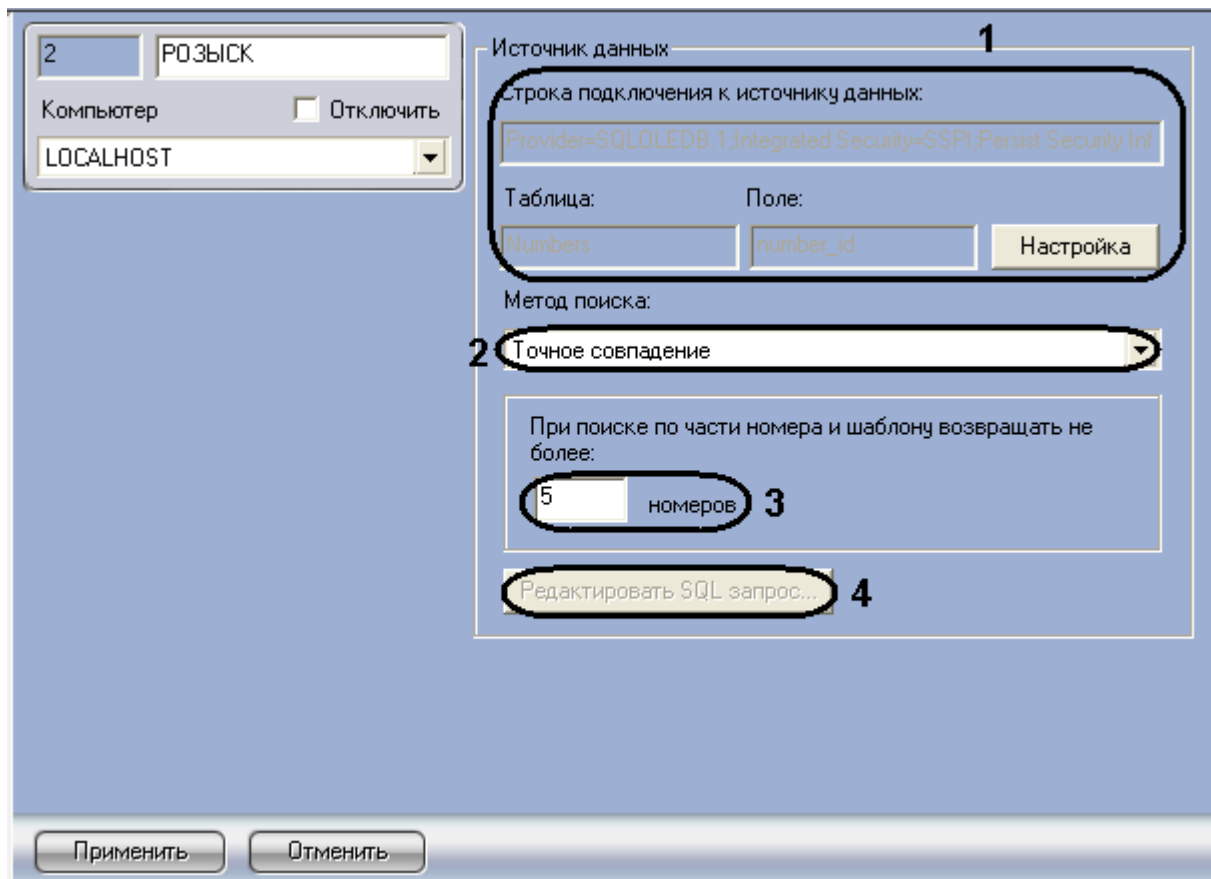 2 РОЗЫСК
Компьютер Отключить
LOCALHOST
Источник данных
1
Строка подключения к источнику данных:
Provider=SQLOLEDB.1;Integrated Security=SSPI;Persist Security Inf
Таблица: Поле:
Numbers number_id Настройка
Метод поиска:
2 Точное совпадение
При поиске по части номера и шаблону возвращать не
более:
5 номеров 3
Редактировать SQL запрос... 4
Применить Отменить